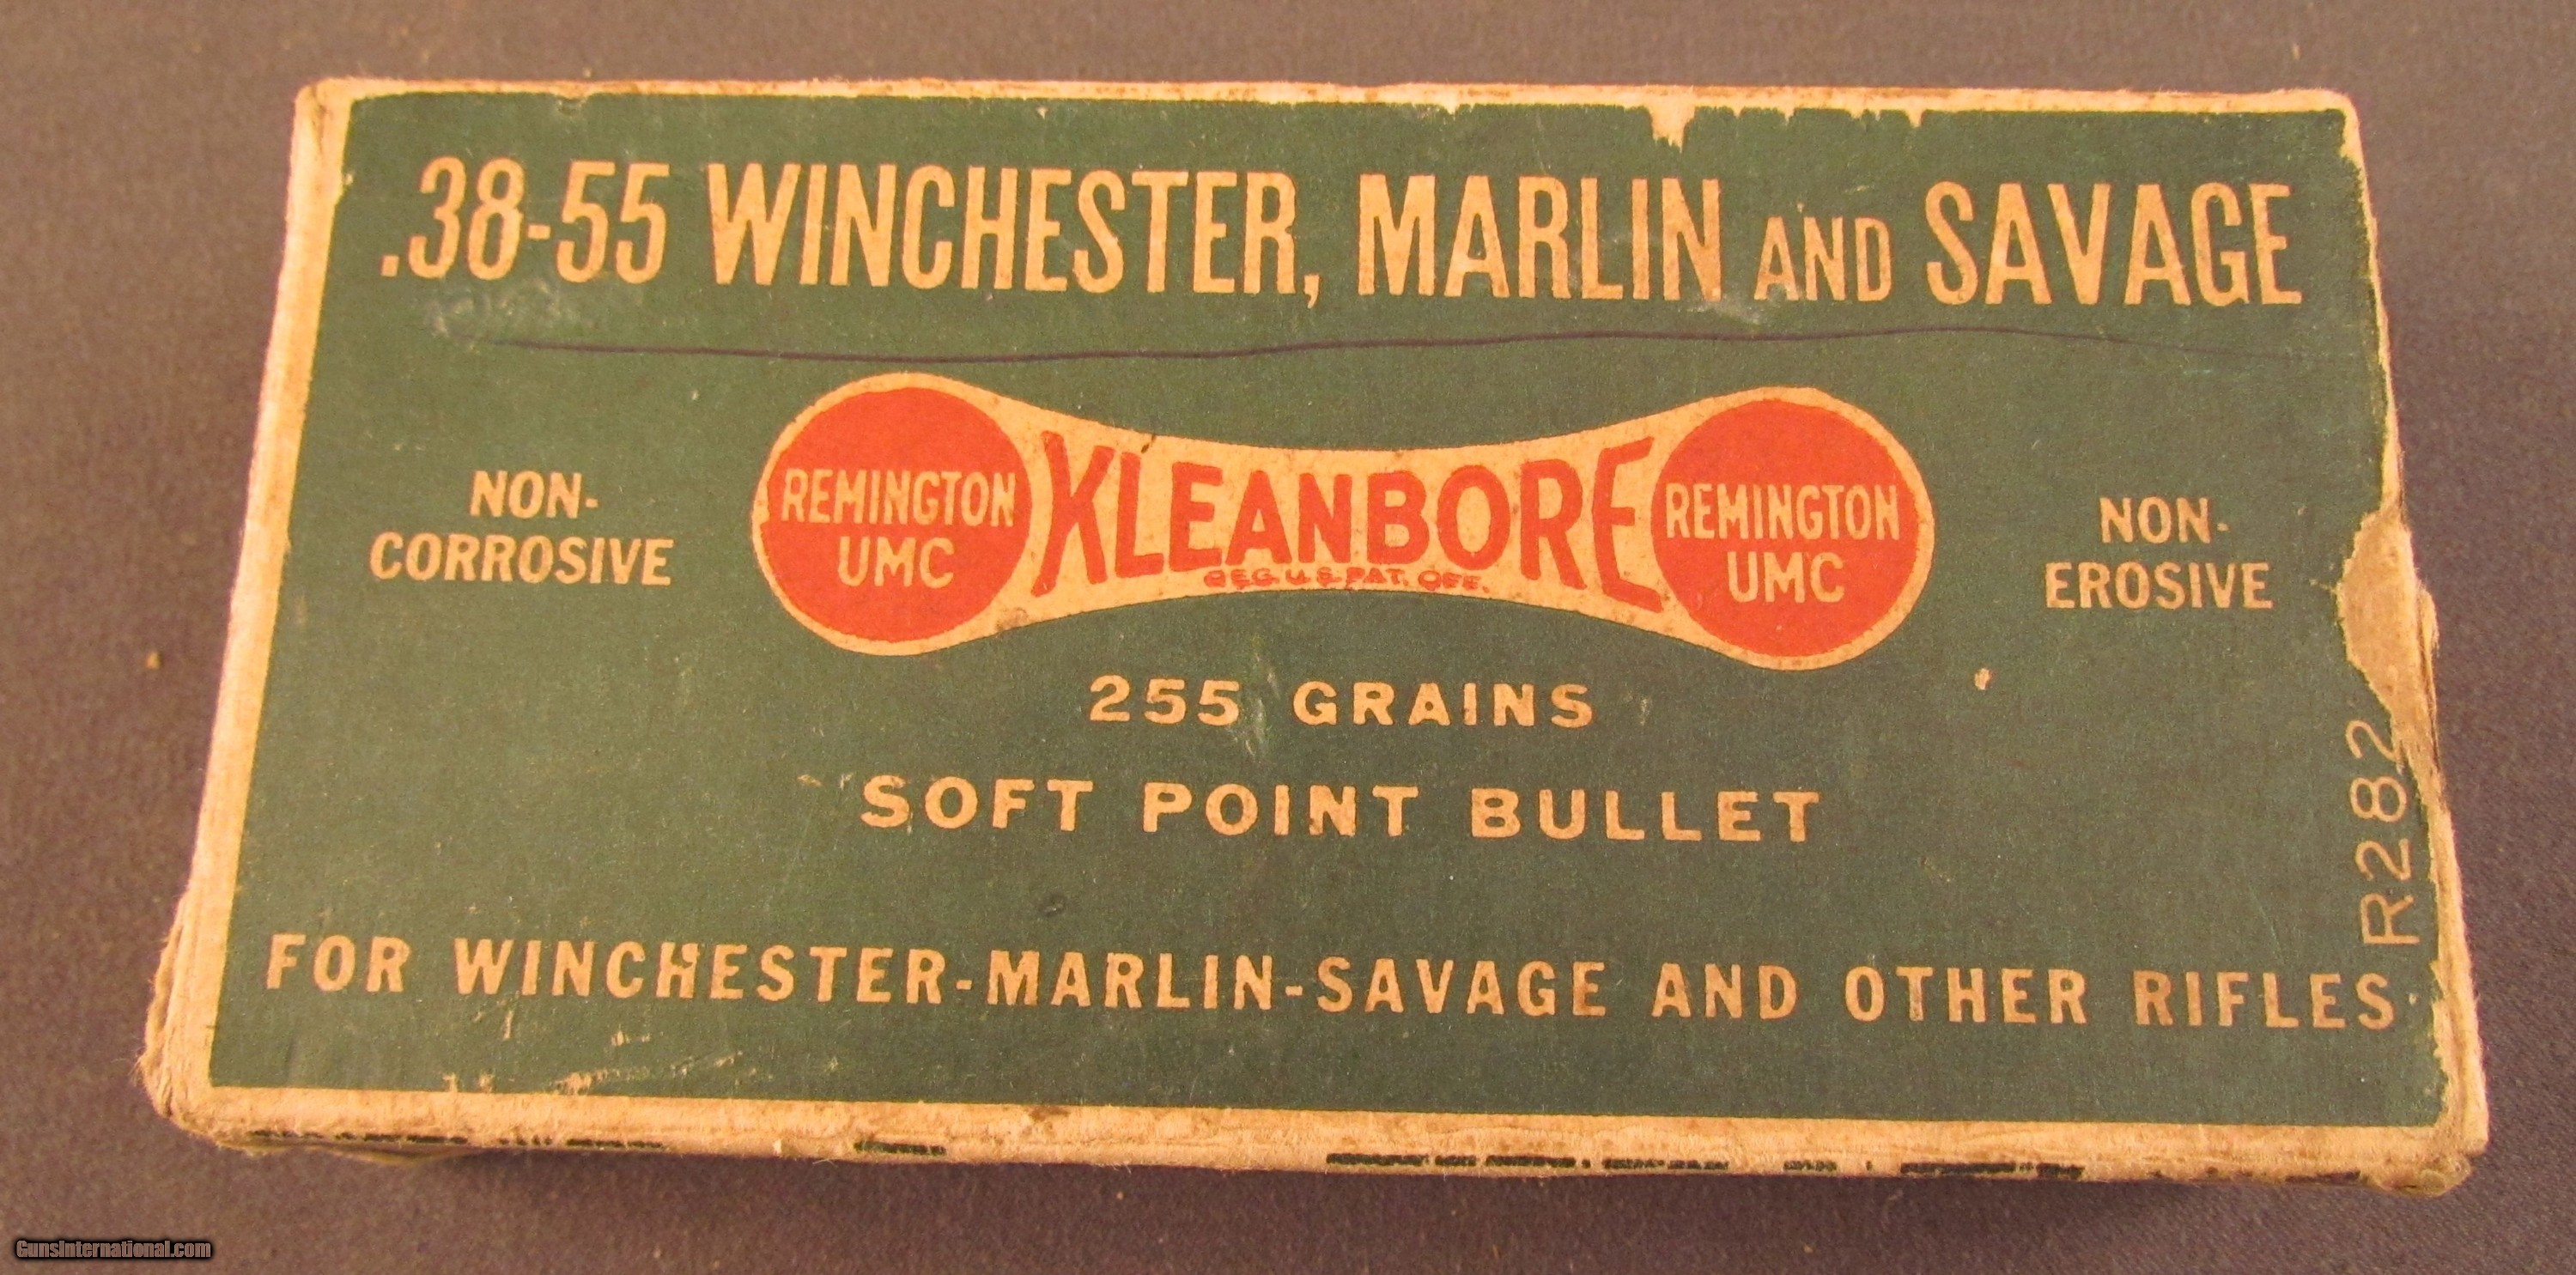 .38-55 WINCHESTER, MARLIN AND SAVAGE
NON-
CORROSIVE
REMINGTON
UMC
KLEANBORE
REG. U.S. PAT. OFF.
REMINGTON
UMC
NON-
EROSIVE
255 GRAINS
SOFT POINT BULLET
R282
FOR WINCHESTER-MARLIN-SAVAGE AND OTHER RIFLES
GunsInternational.com